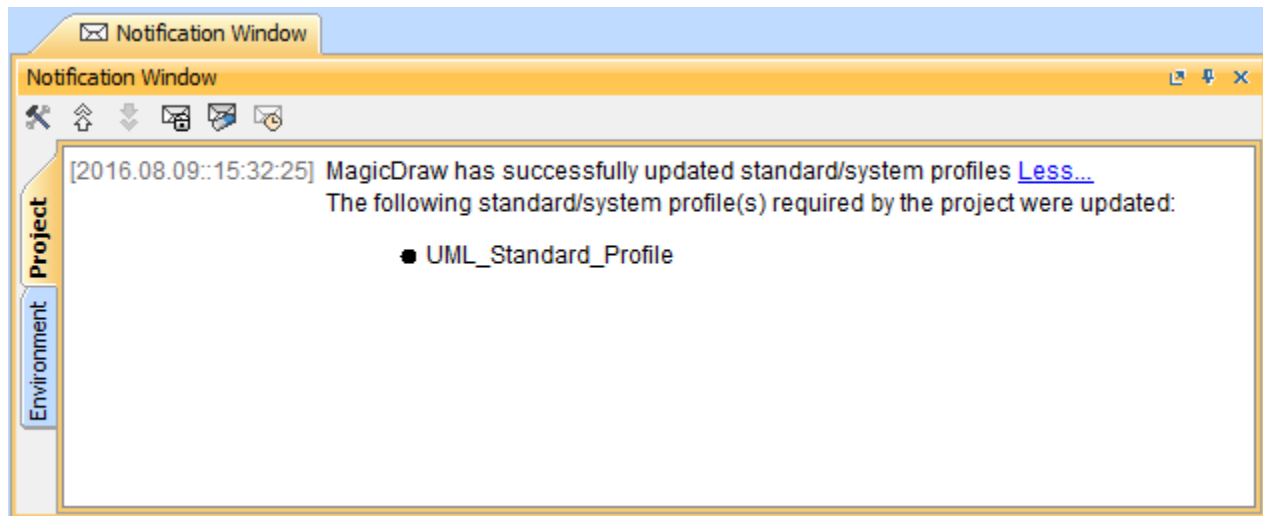 Notification Window
Notification Window
[2016.08.09::15:32:25] MagicDraw has successfully updated standard/system profiles Less...
The following standard/system profile(s) required by the project were updated:
● UML_Standard_Profile
Project
Environment